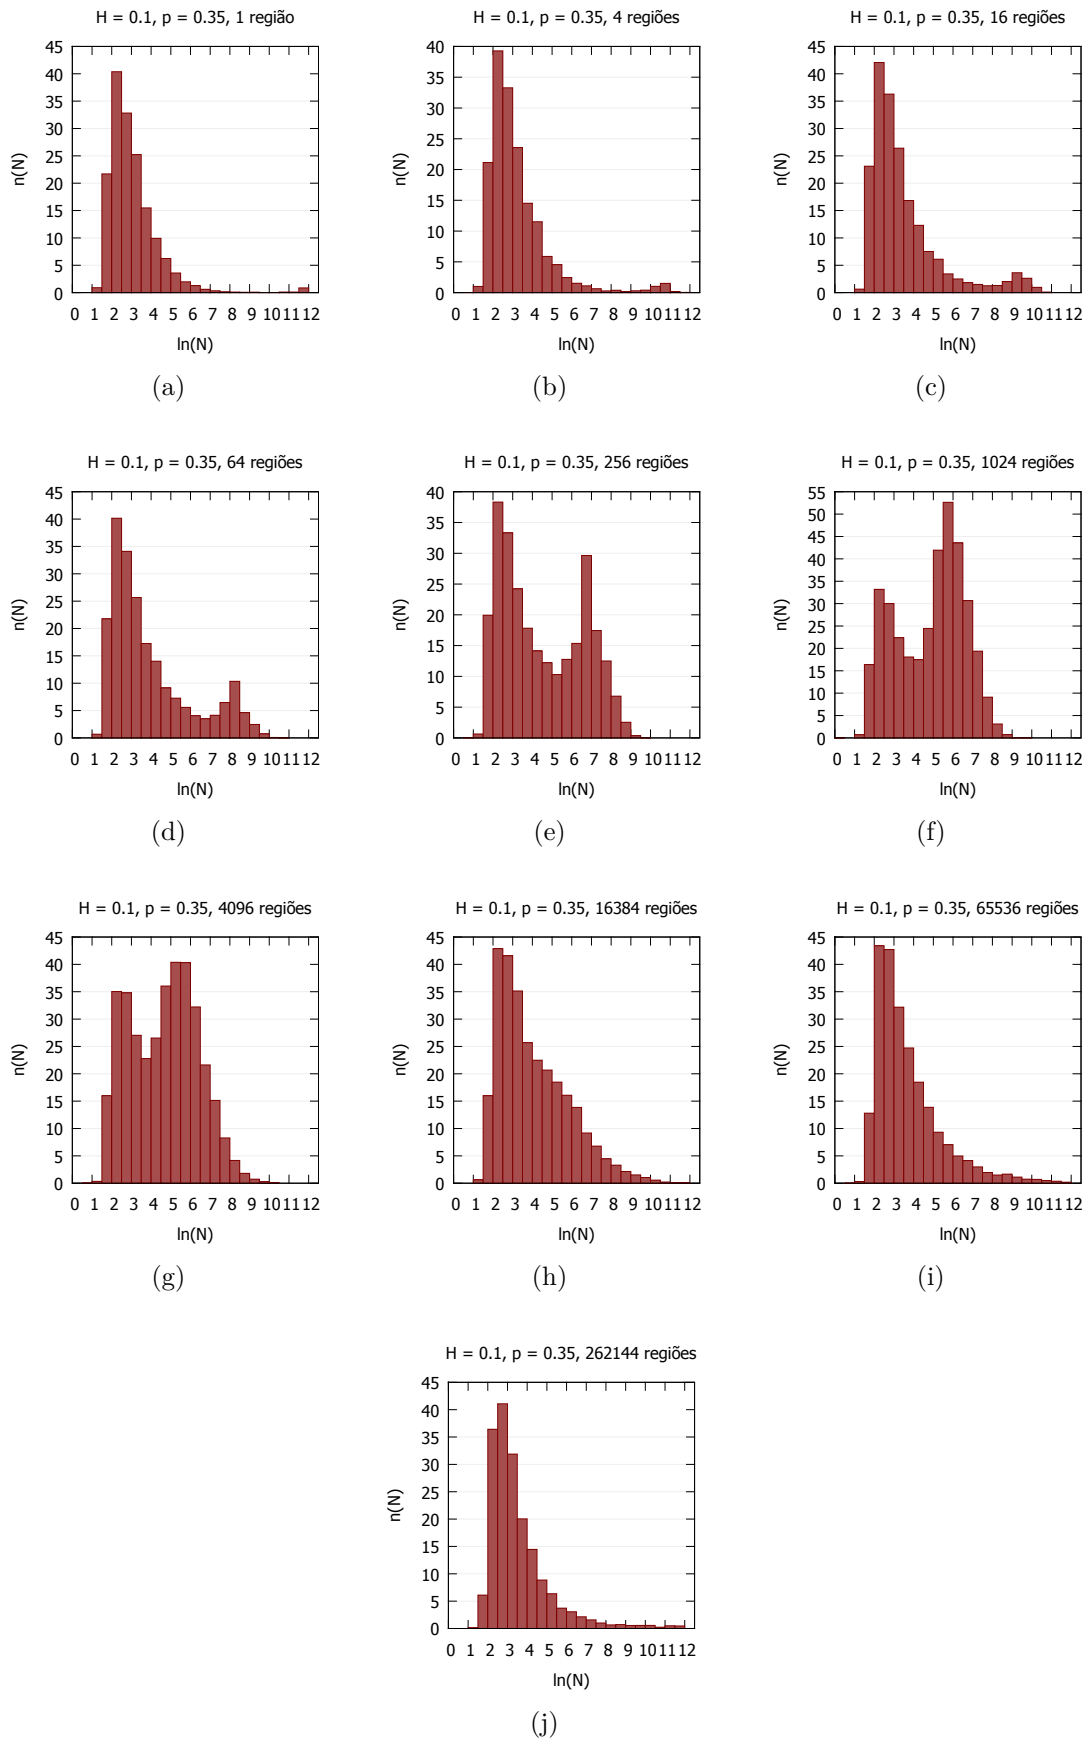 H = 0.1, p = 0.35, 1 região
H = 0.1, p = 0.35, 4 regiões
H = 0.1, p = 0.35, 16 regiões
45
40
35
30
25
20
15
10
5
0
n(N)
0 1 2 3 4 5 6 7 8 9 10 11 12
ln(N)
(a)
40
35
30
25
20
15
10
5
0
n(N)
0 1 2 3 4 5 6 7 8 9 10 11 12
ln(N)
(b)
45
40
35
30
25
20
15
10
5
0
n(N)
0 1 2 3 4 5 6 7 8 9 10 11 12
ln(N)
(c)
H = 0.1, p = 0.35, 64 regiões
H = 0.1, p = 0.35, 256 regiões
H = 0.1, p = 0.35, 1024 regiões
45
40
35
30
25
20
15
10
5
0
n(N)
0 1 2 3 4 5 6 7 8 9 10 11 12
ln(N)
(d)
40
35
30
25
20
15
10
5
0
n(N)
0 1 2 3 4 5 6 7 8 9 10 11 12
ln(N)
(e)
55
50
45
40
35
30
25
20
15
10
5
0
n(N)
0 1 2 3 4 5 6 7 8 9 10 11 12
ln(N)
(f)
H = 0.1, p = 0.35, 4096 regiões
H = 0.1, p = 0.35, 16384 regiões
H = 0.1, p = 0.35, 65536 regiões
45
40
35
30
25
20
15
10
5
0
n(N)
0 1 2 3 4 5 6 7 8 9 10 11 12
ln(N)
(g)
45
40
35
30
25
20
15
10
5
0
n(N)
0 1 2 3 4 5 6 7 8 9 10 11 12
ln(N)
(h)
45
40
35
30
25
20
15
10
5
0
n(N)
0 1 2 3 4 5 6 7 8 9 10 11 12
ln(N)
(i)
H = 0.1, p = 0.35, 262144 regiões
45
40
35
30
25
20
15
10
5
0
n(N)
0 1 2 3 4 5 6 7 8 9 10 11 12
ln(N)
(j)